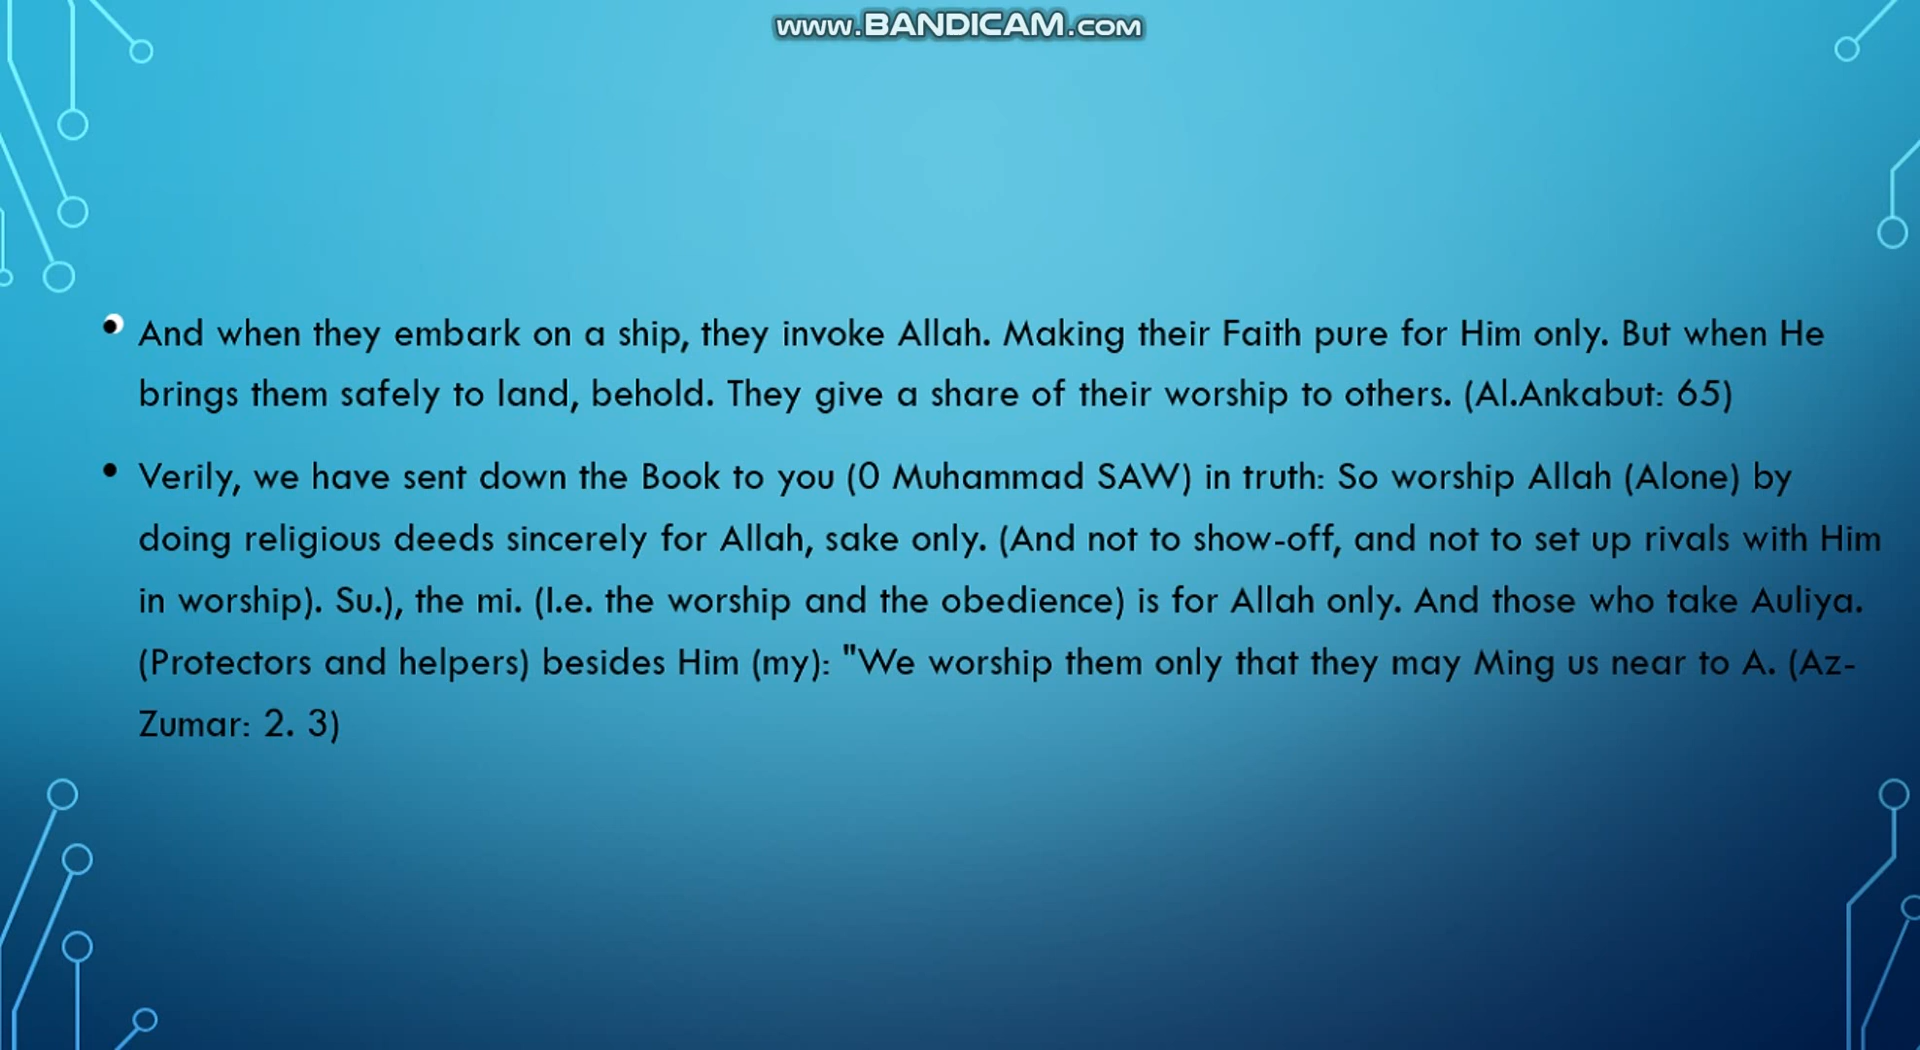 www.BANDICAM.com
• And when they embark on a ship, they invoke Allah. Making their Faith pure for Him only. But when He
brings them safely to land, behold. They give a share of their worship to others. (Al.Ankabut: 65)
• Verily, we have sent down the Book to you (0 Muhammad SAW) in truth: So worship Allah (Alone) by
doing religious deeds sincerely for Allah, sake only. (And not to show-off, and not to set up rivals with Him
in worship). Su.), the mi. (I.e. the worship and the obedience) is for Allah only. And those who take Auliya.
(Protectors and helpers) besides Him (my): "We worship them only that they may Ming us near to A. (Az-
Zumar: 2. 3)